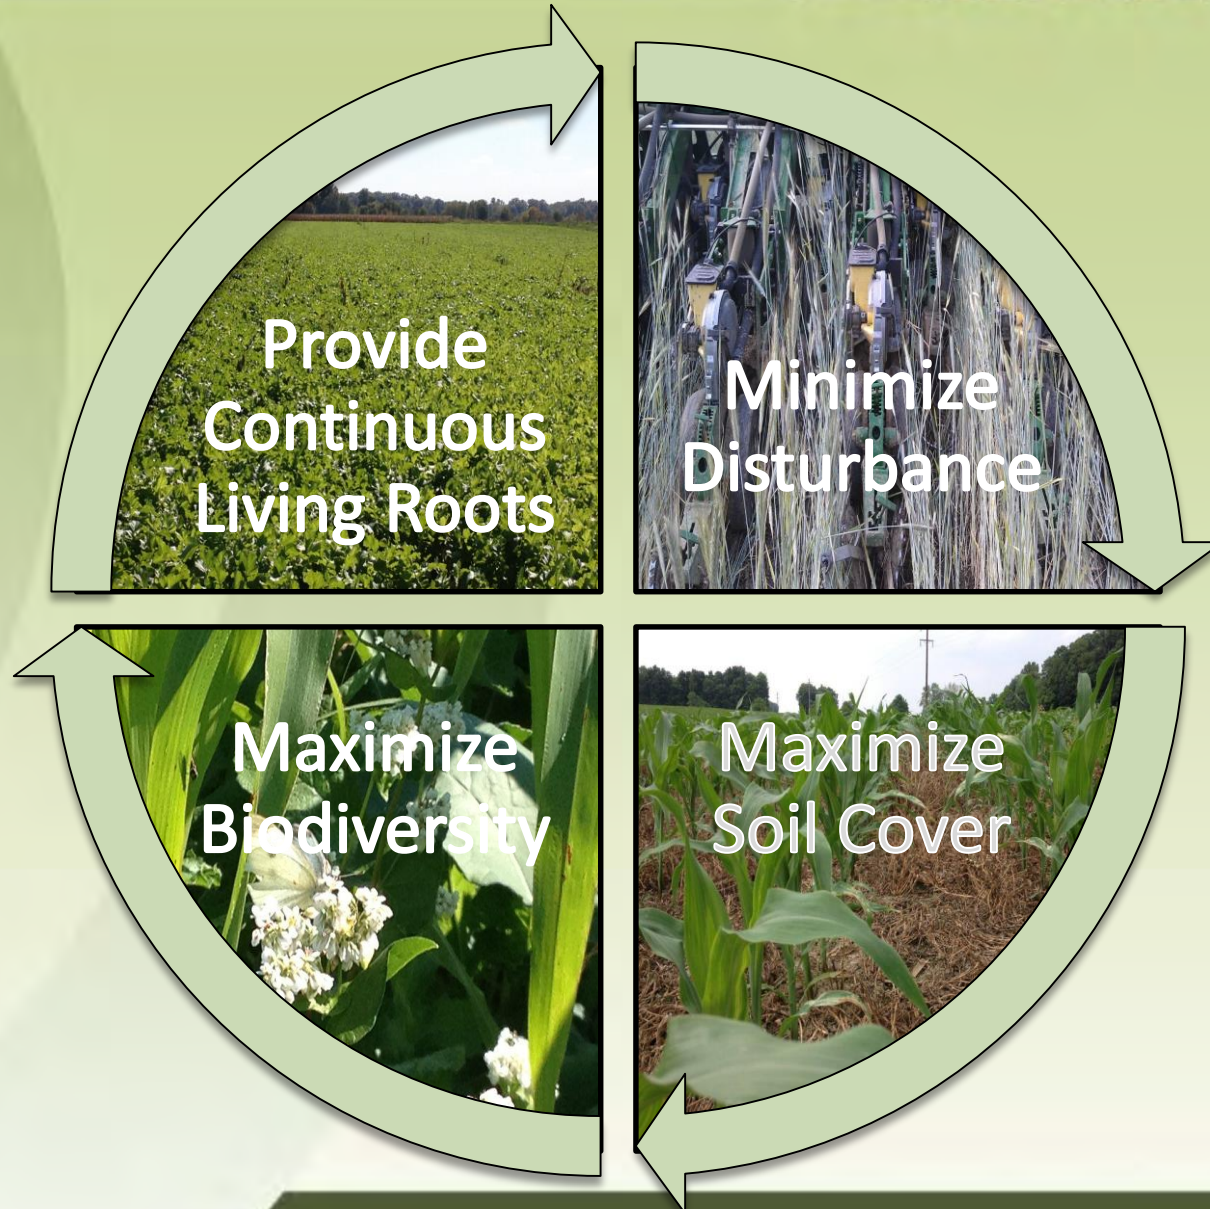 Provide
Continuous
Living Roots
Minimize
Disturbance
Maximize
Biodiversity
Maximize
Soil Cover